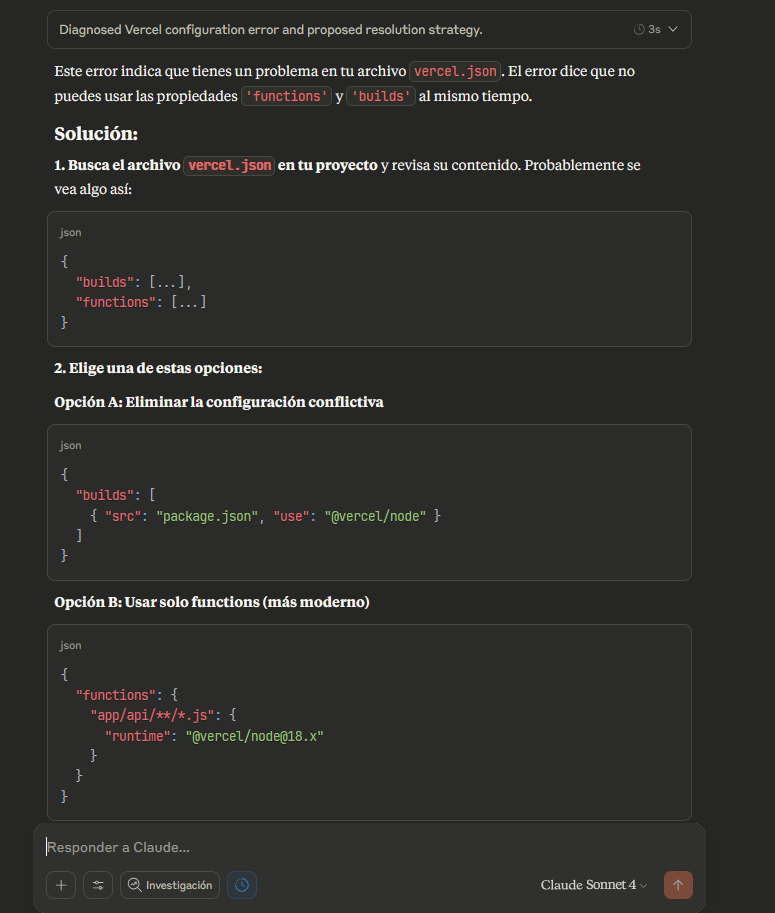 Diagnosed Vercel configuration error and proposed resolution strategy. 3s
Este error indica que tienes un problema en tu archivo vercel.json. El error dice que no
puedes usar las propiedades 'functions' y 'builds' al mismo tiempo.
Solución:
1. Busca el archivo vercel.json en tu proyecto y revisa su contenido. Probablemente se
vea algo así:
json
{
"builds": [...],
"functions": [...]
}
2. Elige una de estas opciones:
Opción A: Eliminar la configuración conflictiva
json
{
"builds": [
{ "src": "package.json", "use": "@vercel/node" }
]
}
Opción B: Usar solo functions (más moderno)
json
{
"functions": {
"app/api/**/*.js": {
"runtime": "@vercel/node@18.x"
}
}
}
Responder a Claude...
Investigación Claude Sonnet 4